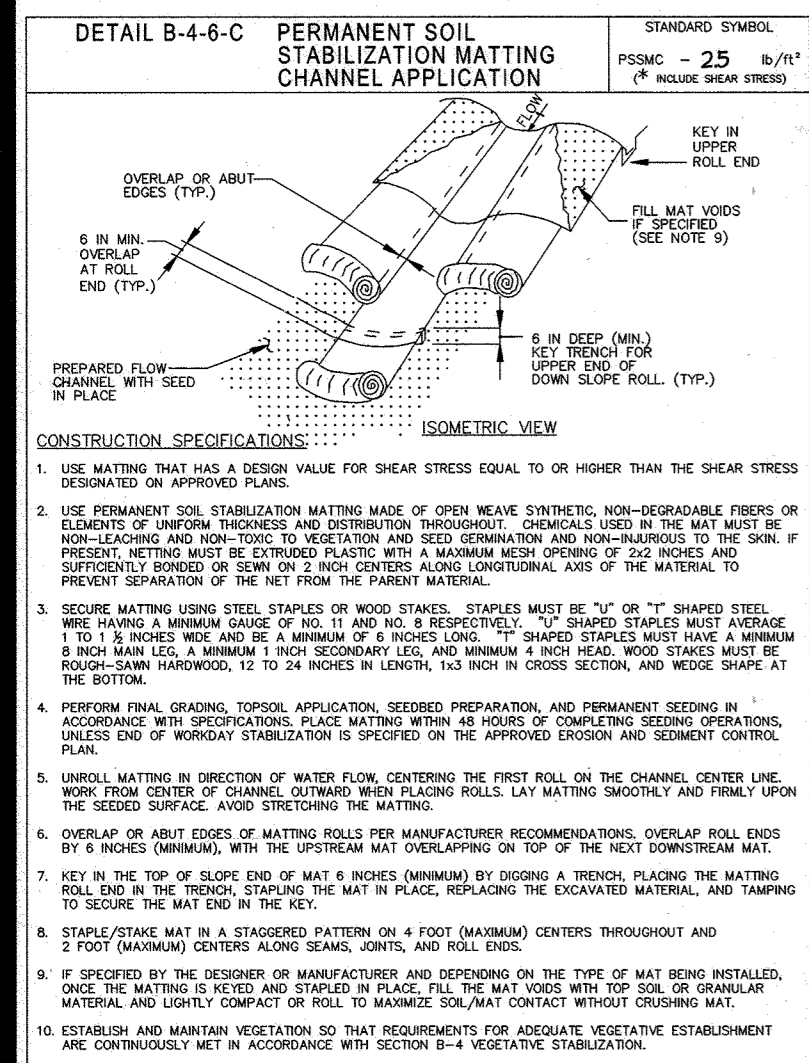 DETAIL B-4-6-C PERMANENT SOIL
STABILIZATION MATTING
CHANNEL APPLICATION
STANDARD SYMBOL
PSSMC - 25 lb/ft²
(* INCLUDE SHEAR STRESS)
FLOW
KEY IN
UPPER
ROLL END
OVERLAP OR ABUT
EDGES (TYP.)
FILL MAT VOIDS
IF SPECIFIED
(SEE NOTE 9)
6 IN MIN.
OVERLAP
AT ROLL
END (TYP.)
6 IN DEEP (MIN.)
KEY TRENCH FOR
UPPER END OF
DOWN SLOPE ROLL. (TYP.)
PREPARED FLOW
CHANNEL WITH SEED
IN PLACE
ISOMETRIC VIEW
CONSTRUCTION SPECIFICATIONS:
1. USE MATTING THAT HAS A DESIGN VALUE FOR SHEAR STRESS EQUAL TO OR HIGHER THAN THE SHEAR STRESS
DESIGNATED ON APPROVED PLANS.
2. USE PERMANENT SOIL STABILIZATION MATTING MADE OF OPEN WEAVE SYNTHETIC, NON-DEGRADABLE FIBERS OR
ELEMENTS OF UNIFORM THICKNESS AND DISTRIBUTION THROUGHOUT. CHEMICALS USED IN THE MAT MUST BE
NON-LEACHING AND NON-TOXIC TO VEGETATION AND SEED GERMINATION AND NON-INJURIOUS TO THE SKIN. IF
PRESENT, NETTING MUST BE EXTRUDED PLASTIC WITH A MAXIMUM MESH OPENING OF 2x2 INCHES AND
SUFFICIENTLY BONDED OR SEWN ON 2 INCH CENTERS ALONG LONGITUDINAL AXIS OF THE MATERIAL TO
PREVENT SEPARATION OF THE NET FROM THE PARENT MATERIAL.
3. SECURE MATTING USING STEEL STAPLES OR WOOD STAKES. STAPLES MUST BE "U" OR "T" SHAPED STEEL
WIRE HAVING A MINIMUM GAUGE OF NO. 11 AND NO. 8 RESPECTIVELY. "U" SHAPED STAPLES MUST AVERAGE
1 TO 1 ½ INCHES WIDE AND BE A MINIMUM OF 6 INCHES LONG. "T" SHAPED STAPLES MUST HAVE A MINIMUM
8 INCH MAIN LEG, A MINIMUM 1 INCH SECONDARY LEG, AND MINIMUM 4 INCH HEAD. WOOD STAKES MUST BE
ROUGH-SAWN HARDWOOD, 12 TO 24 INCHES IN LENGTH, 1x3 INCH IN CROSS SECTION, AND WEDGE SHAPE AT
THE BOTTOM.
4. PERFORM FINAL GRADING, TOPSOIL APPLICATION, SEEDBED PREPARATION, AND PERMANENT SEEDING IN
ACCORDANCE WITH SPECIFICATIONS. PLACE MATTING WITHIN 48 HOURS OF COMPLETING SEEDING OPERATIONS,
UNLESS END OF WORKDAY STABILIZATION IS SPECIFIED ON THE APPROVED EROSION AND SEDIMENT CONTROL
PLAN.
5. UNROLL MATTING IN DIRECTION OF WATER FLOW, CENTERING THE FIRST ROLL ON THE CHANNEL CENTER LINE.
WORK FROM CENTER OF CHANNEL OUTWARD WHEN PLACING ROLLS. LAY MATTING SMOOTHLY AND FIRMLY UPON
THE SEEDED SURFACE. AVOID STRETCHING THE MATTING.
6. OVERLAP OR ABUT EDGES OF MATTING ROLLS PER MANUFACTURER RECOMMENDATIONS. OVERLAP ROLL ENDS
BY 6 INCHES (MINIMUM), WITH THE UPSTREAM MAT OVERLAPPING ON TOP OF THE NEXT DOWNSTREAM MAT.
7. KEY IN THE TOP OF SLOPE END OF MAT 6 INCHES (MINIMUM) BY DIGGING A TRENCH, PLACING THE MATTING
ROLL END IN THE TRENCH, STAPLING THE MAT IN PLACE, REPLACING THE EXCAVATED MATERIAL, AND TAMPING
TO SECURE THE MAT END IN THE KEY.
8. STAPLE/STAKE MAT IN A STAGGERED PATTERN ON 4 FOOT (MAXIMUM) CENTERS THROUGHOUT AND
2 FOOT (MAXIMUM) CENTERS ALONG SEAMS, JOINTS, AND ROLL ENDS.
9. IF SPECIFIED BY THE DESIGNER OR MANUFACTURER AND DEPENDING ON THE TYPE OF MAT BEING INSTALLED,
ONCE THE MATTING IS KEYED AND STAPLED IN PLACE, FILL THE MAT VOIDS WITH TOP SOIL OR GRANULAR
MATERIAL AND LIGHTLY COMPACT OR ROLL TO MAXIMIZE SOIL/MAT CONTACT WITHOUT CRUSHING MAT.
10. ESTABLISH AND MAINTAIN VEGETATION SO THAT REQUIREMENTS FOR ADEQUATE VEGETATIVE ESTABLISHMENT
ARE CONTINUOUSLY MET IN ACCORDANCE WITH SECTION B-4 VEGETATIVE STABILIZATION.